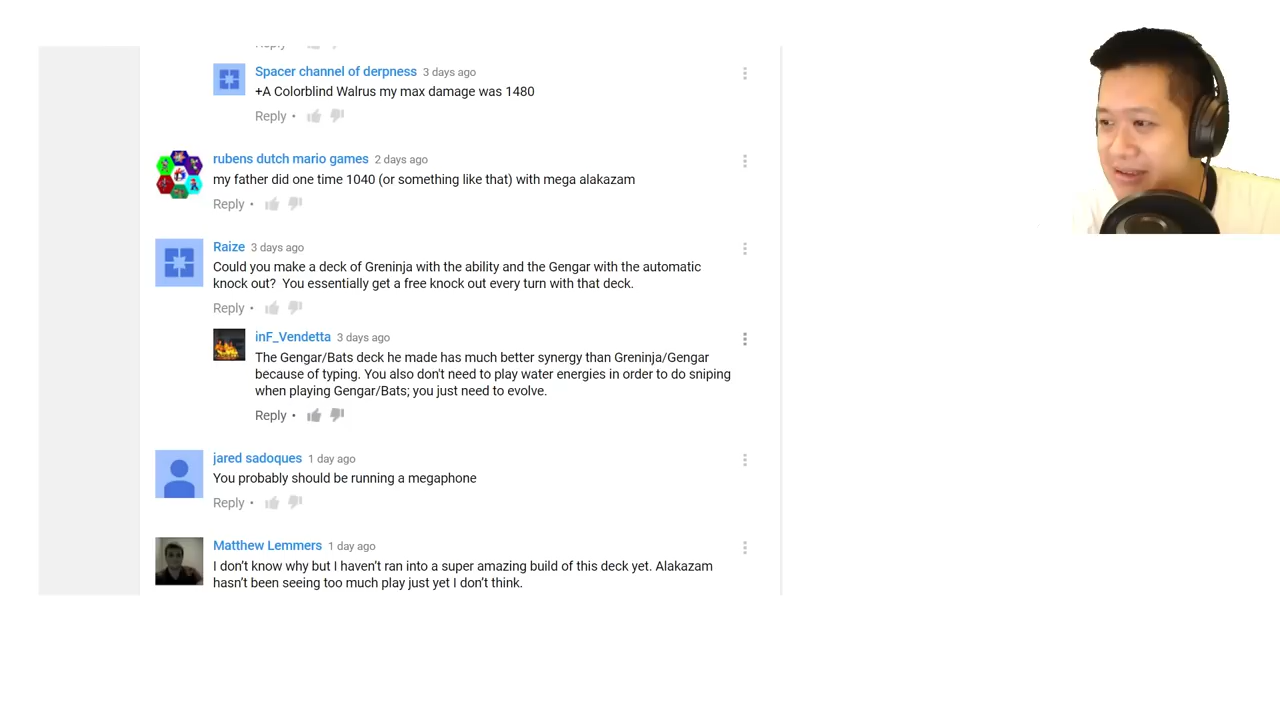 Reply •
Spacer channel of derpness 3 days ago
+A Colorblind Walrus my max damage was 1480
Reply •
rubens dutch mario games 2 days ago
my father did one time 1040 (or something like that) with mega alakazam
Reply •
Raize 3 days ago
Could you make a deck of Greninja with the ability and the Gengar with the automatic
knock out?  You essentially get a free knock out every turn with that deck.
Reply •
inF_Vendetta 3 days ago
The Gengar/Bats deck he made has much better synergy than Greninja/Gengar
because of typing. You also don't need to play water energies in order to do sniping
when playing Gengar/Bats; you just need to evolve.
Reply •
jared sadoques 1 day ago
You probably should be running a megaphone
Reply •
Matthew Lemmers 1 day ago
I don’t know why but I haven’t ran into a super amazing build of this deck yet. Alakazam
hasn’t been seeing too much play just yet I don’t think.